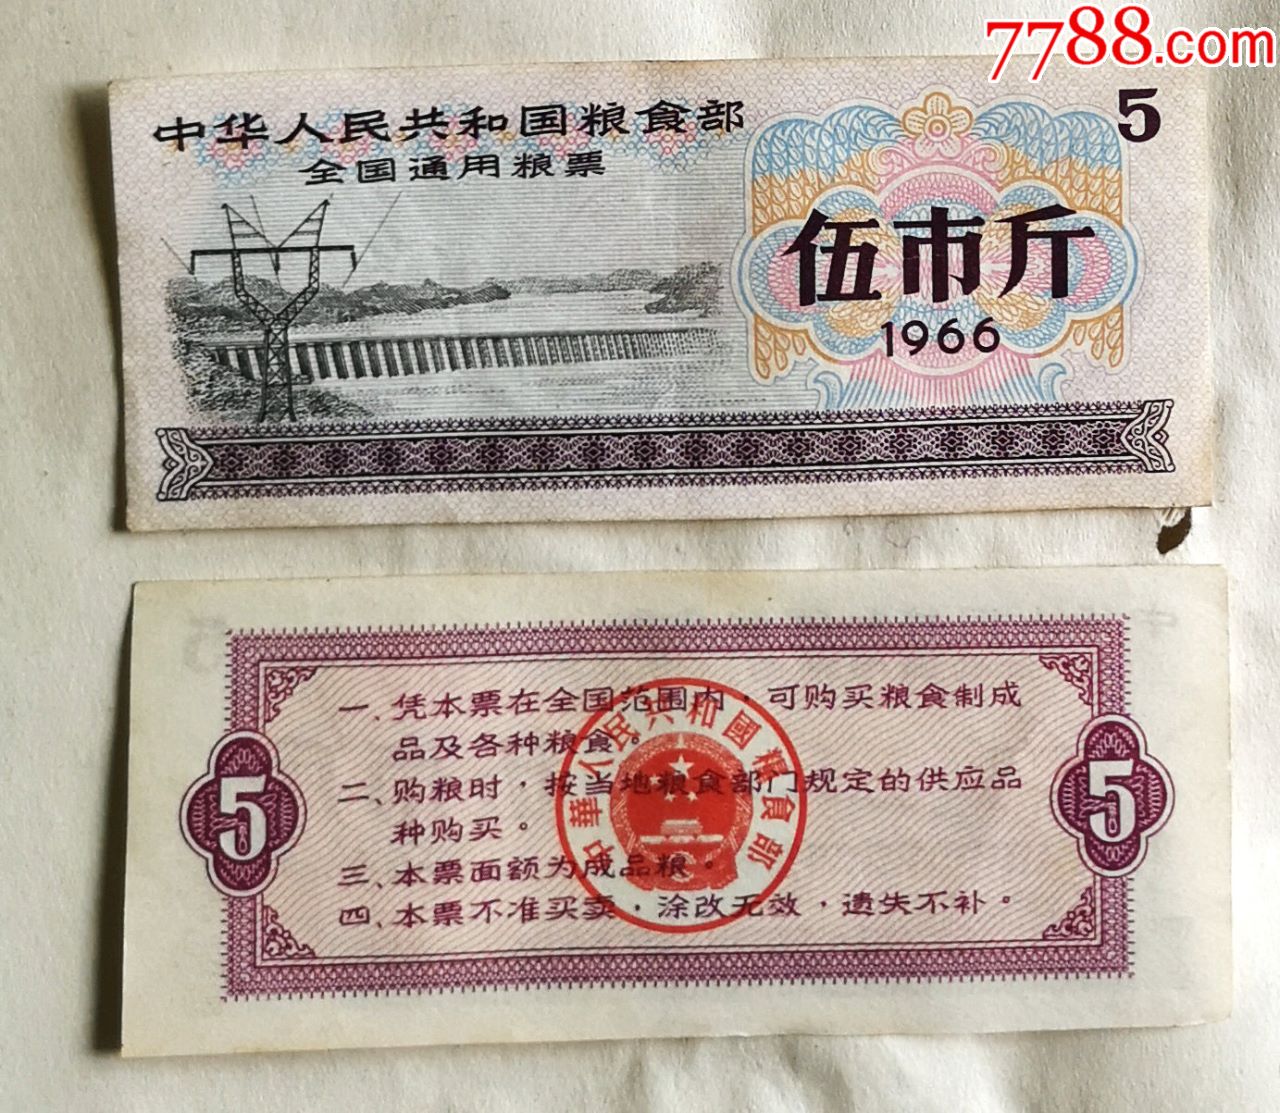 7788.com
中华人民共和国粮食部
全国通用粮票
5
伍市斤
1966
一、凭本票在全国范围内，可购买粮食制成
品及各种粮食。
二、购粮时，按当地粮食部门规定的供应品
种购买。
三、本票面额为成品粮。
四、本票不准买卖，涂改无效，遗失不补。
5
5
中華人民共和國粮食部